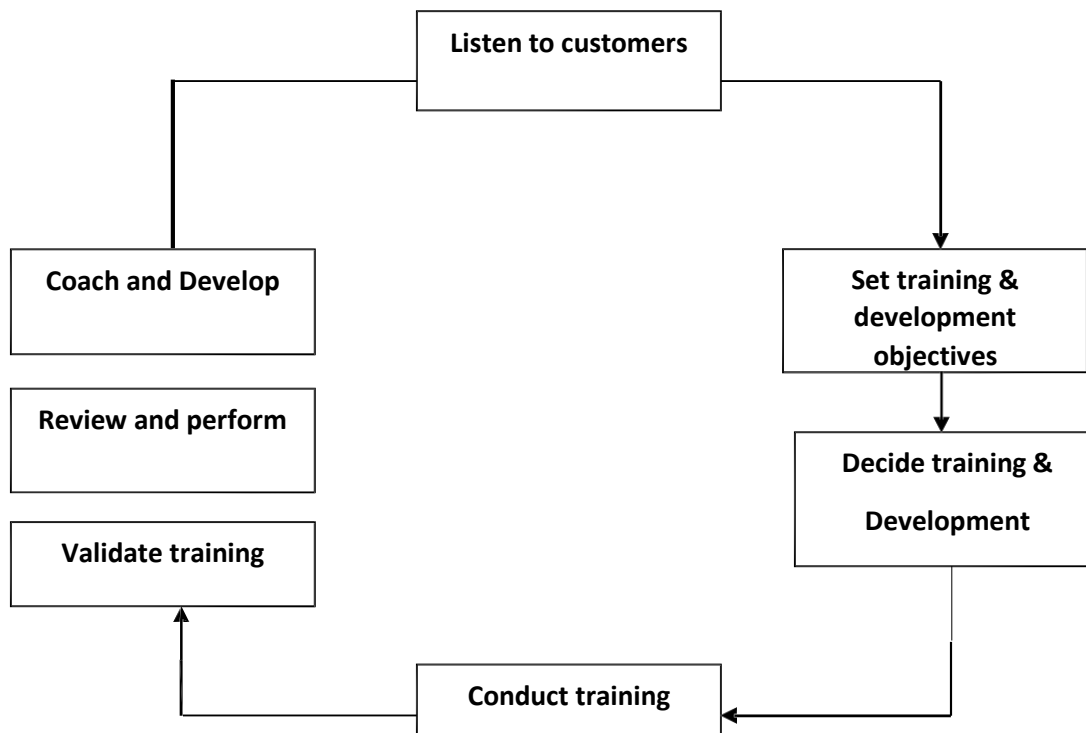 Listen to customers
Coach and Develop
Set training &
development
objectives
Review and perform
Decide training &
Development
Validate training
Conduct training